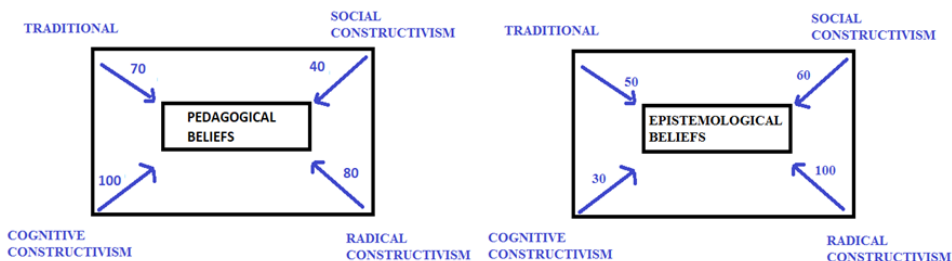 TRADITIONAL
SOCIAL
CONSTRUCTIVISM
70
40
PEDAGOGICAL
BELIEFS
100
80
COGNITIVE
CONSTRUCTIVISM
RADICAL
CONSTRUCTIVISM
TRADITIONAL
SOCIAL
CONSTRUCTIVISM
50
60
EPISTEMOLOGICAL
BELIEFS
30
100
COGNITIVE
CONSTRUCTIVISM
RADICAL
CONSTRUCTIVISM